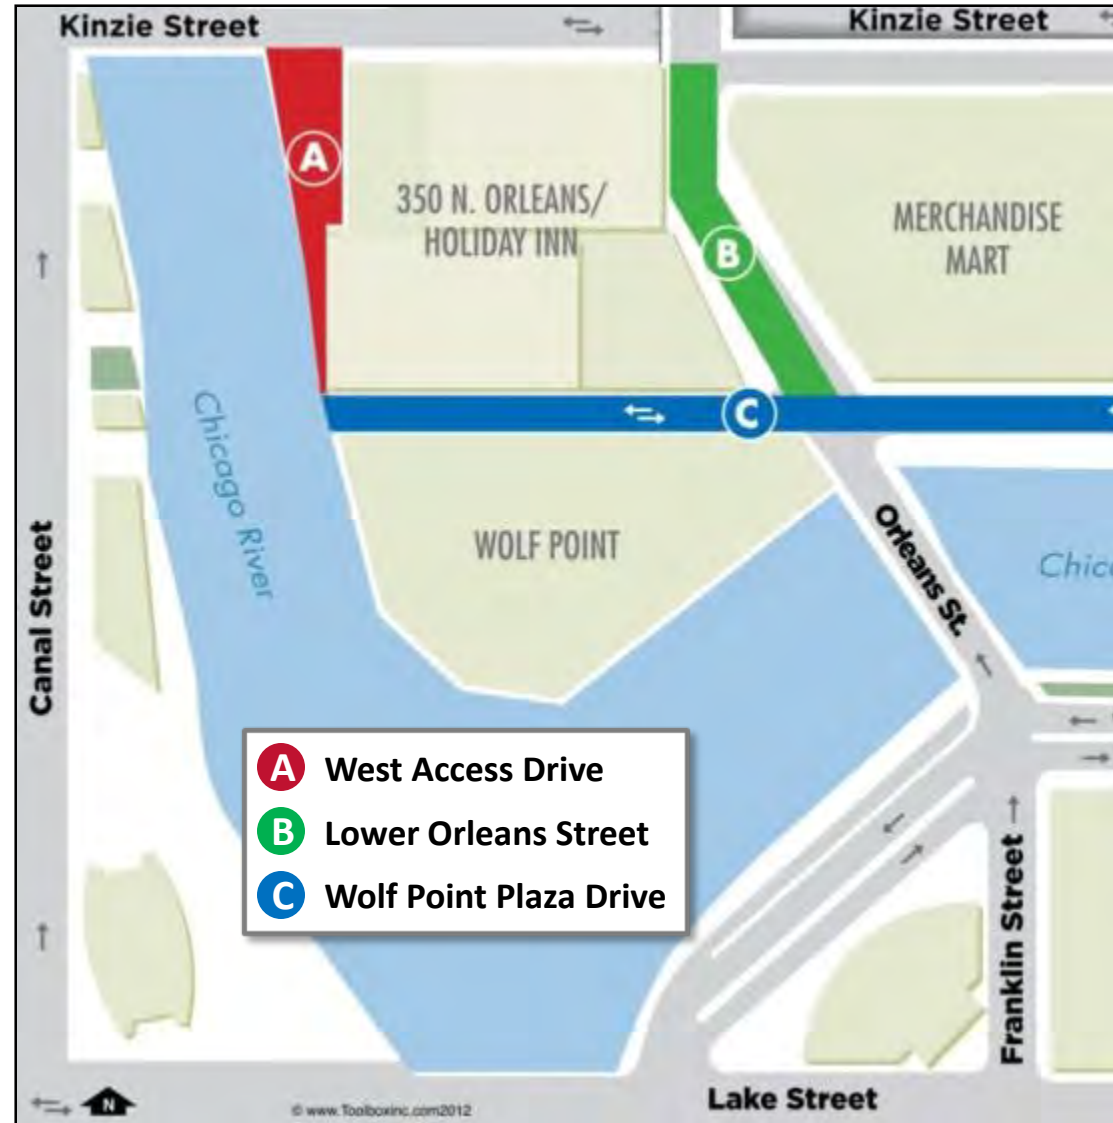 Kinzie Street
Kinzie Street
A
350 N. ORLEANS/
HOLIDAY INN
B
MERCHANDISE
MART
C
Chicago River
WOLF POINT
Orleans St.
Canal Street
A West Access Drive
B Lower Orleans Street
C Wolf Point Plaza Drive
Franklin Street
N
© www.Toolboxinc.com2012
Lake Street